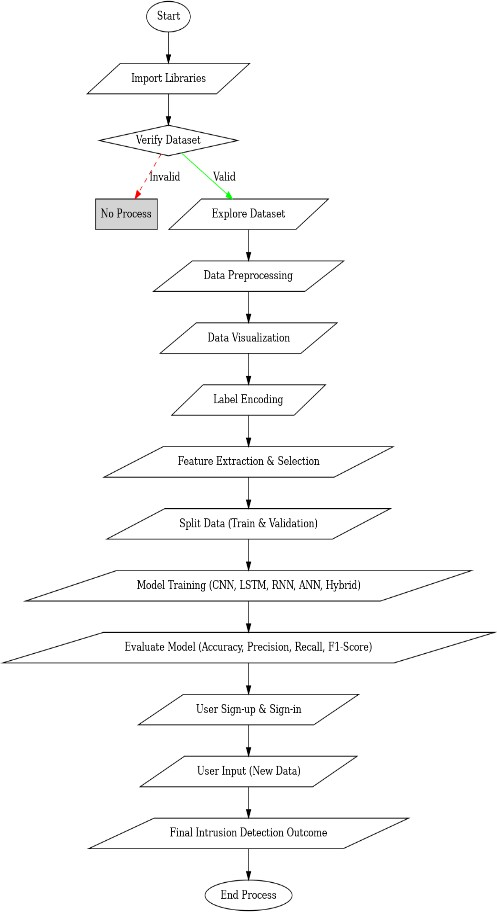 Start
Import Libraries
Verify Dataset
Invalid
Valid
No Process
Explore Dataset
Data Preprocessing
Data Visualization
Label Encoding
Feature Extraction & Selection
Split Data (Train & Validation)
Model Training (CNN, LSTM, RNN, ANN, Hybrid)
Evaluate Model (Accuracy, Precision, Recall, F1-Score)
User Sign-up & Sign-in
User Input (New Data)
Final Intrusion Detection Outcome
End Process